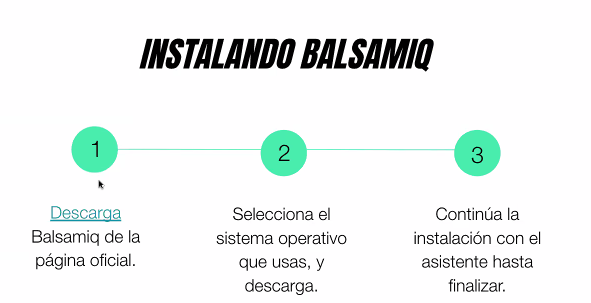 INSTALANDO BALSAMIQ
1
2
3
Descarga
Balsamiq de la
página oficial.
Selecciona el
sistema operativo
que usas, y
descarga.
Continúa la
instalación con el
asistente hasta
finalizar.